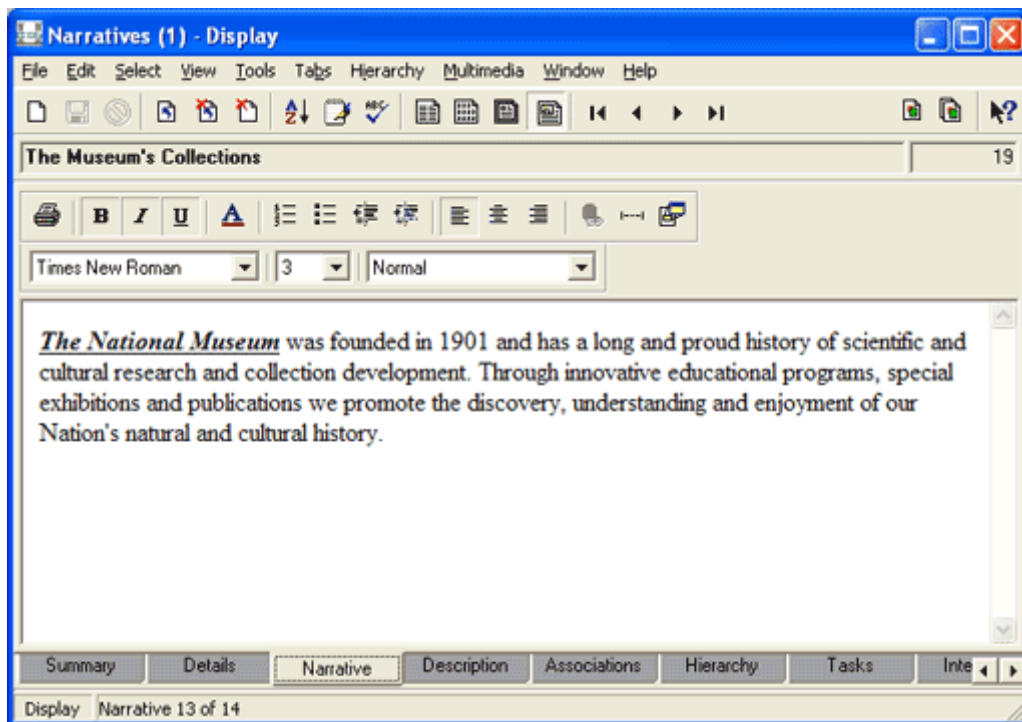 Narratives (1) - Display
File Edit Select View Tools Tabs Hierarchy Multimedia Window Help
The Museum's Collections 19
B I U A
Times New Roman 3 Normal
The National Museum was founded in 1901 and has a long and proud history of scientific and
cultural research and collection development. Through innovative educational programs, special
exhibitions and publications we promote the discovery, understanding and enjoyment of our
Nation's natural and cultural history.
Summary Details Narrative Description Associations Hierarchy Tasks Inte
Display Narrative 13 of 14